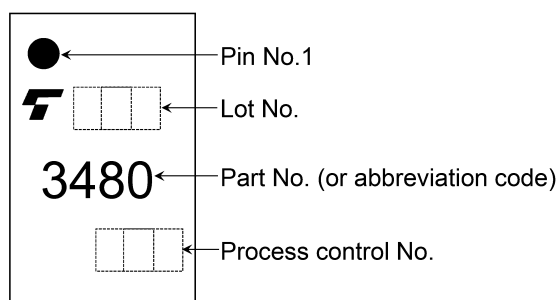 Pin No.1
Lot No.
3480 Part No. (or abbreviation code)
Process control No.